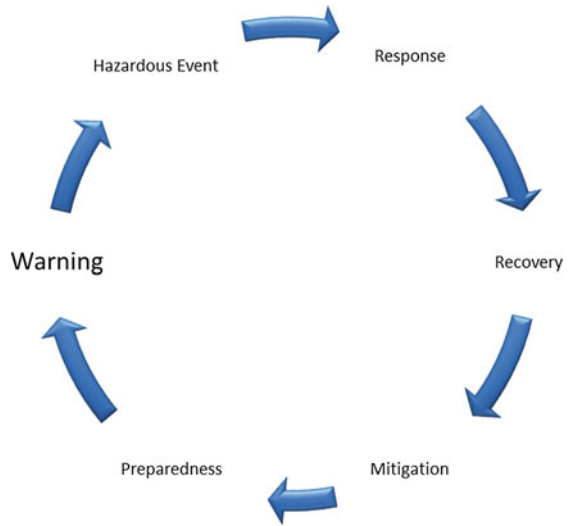 Hazardous Event
Response
Warning
Recovery
Preparedness
Mitigation